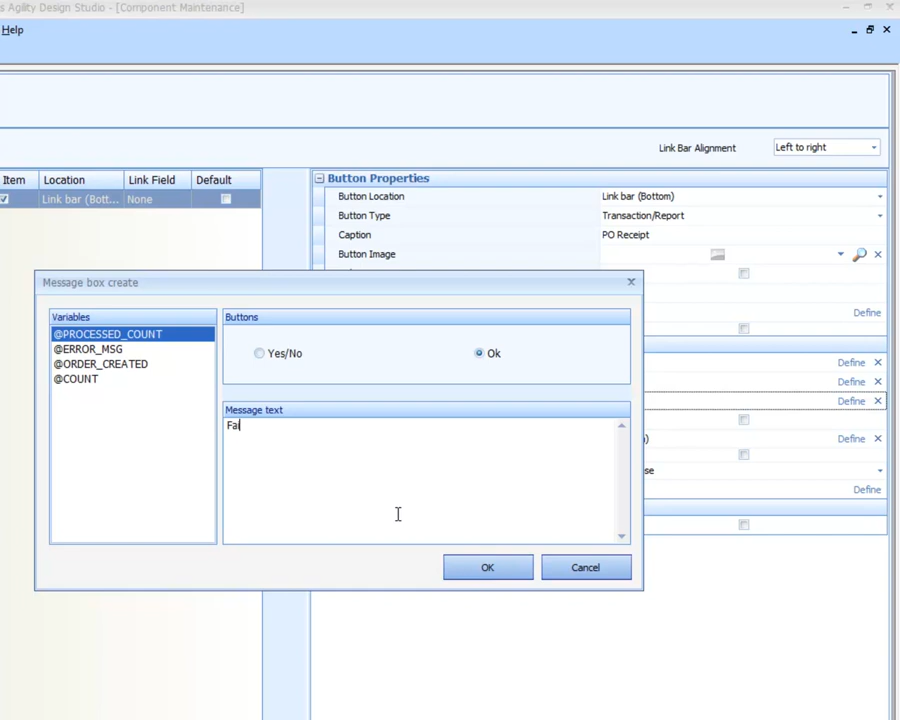 s Agility Design Studio - [Component Maintenance]
Help
Link Bar Alignment
Left to right
Item
Location
Link Field
Default
Link bar (Bott...
None
Button Properties
Button Location
Link bar (Bottom)
Button Type
Transaction/Report
Caption
PO Receipt
Button Image
Message box create
Define
Variables
@PROCESSED_COUNT
@ERROR_MSG
@ORDER_CREATED
@COUNT
Buttons
Yes/No
Ok
Define
Define
Define
Message text
Fai
Define
se
Define
OK
Cancel